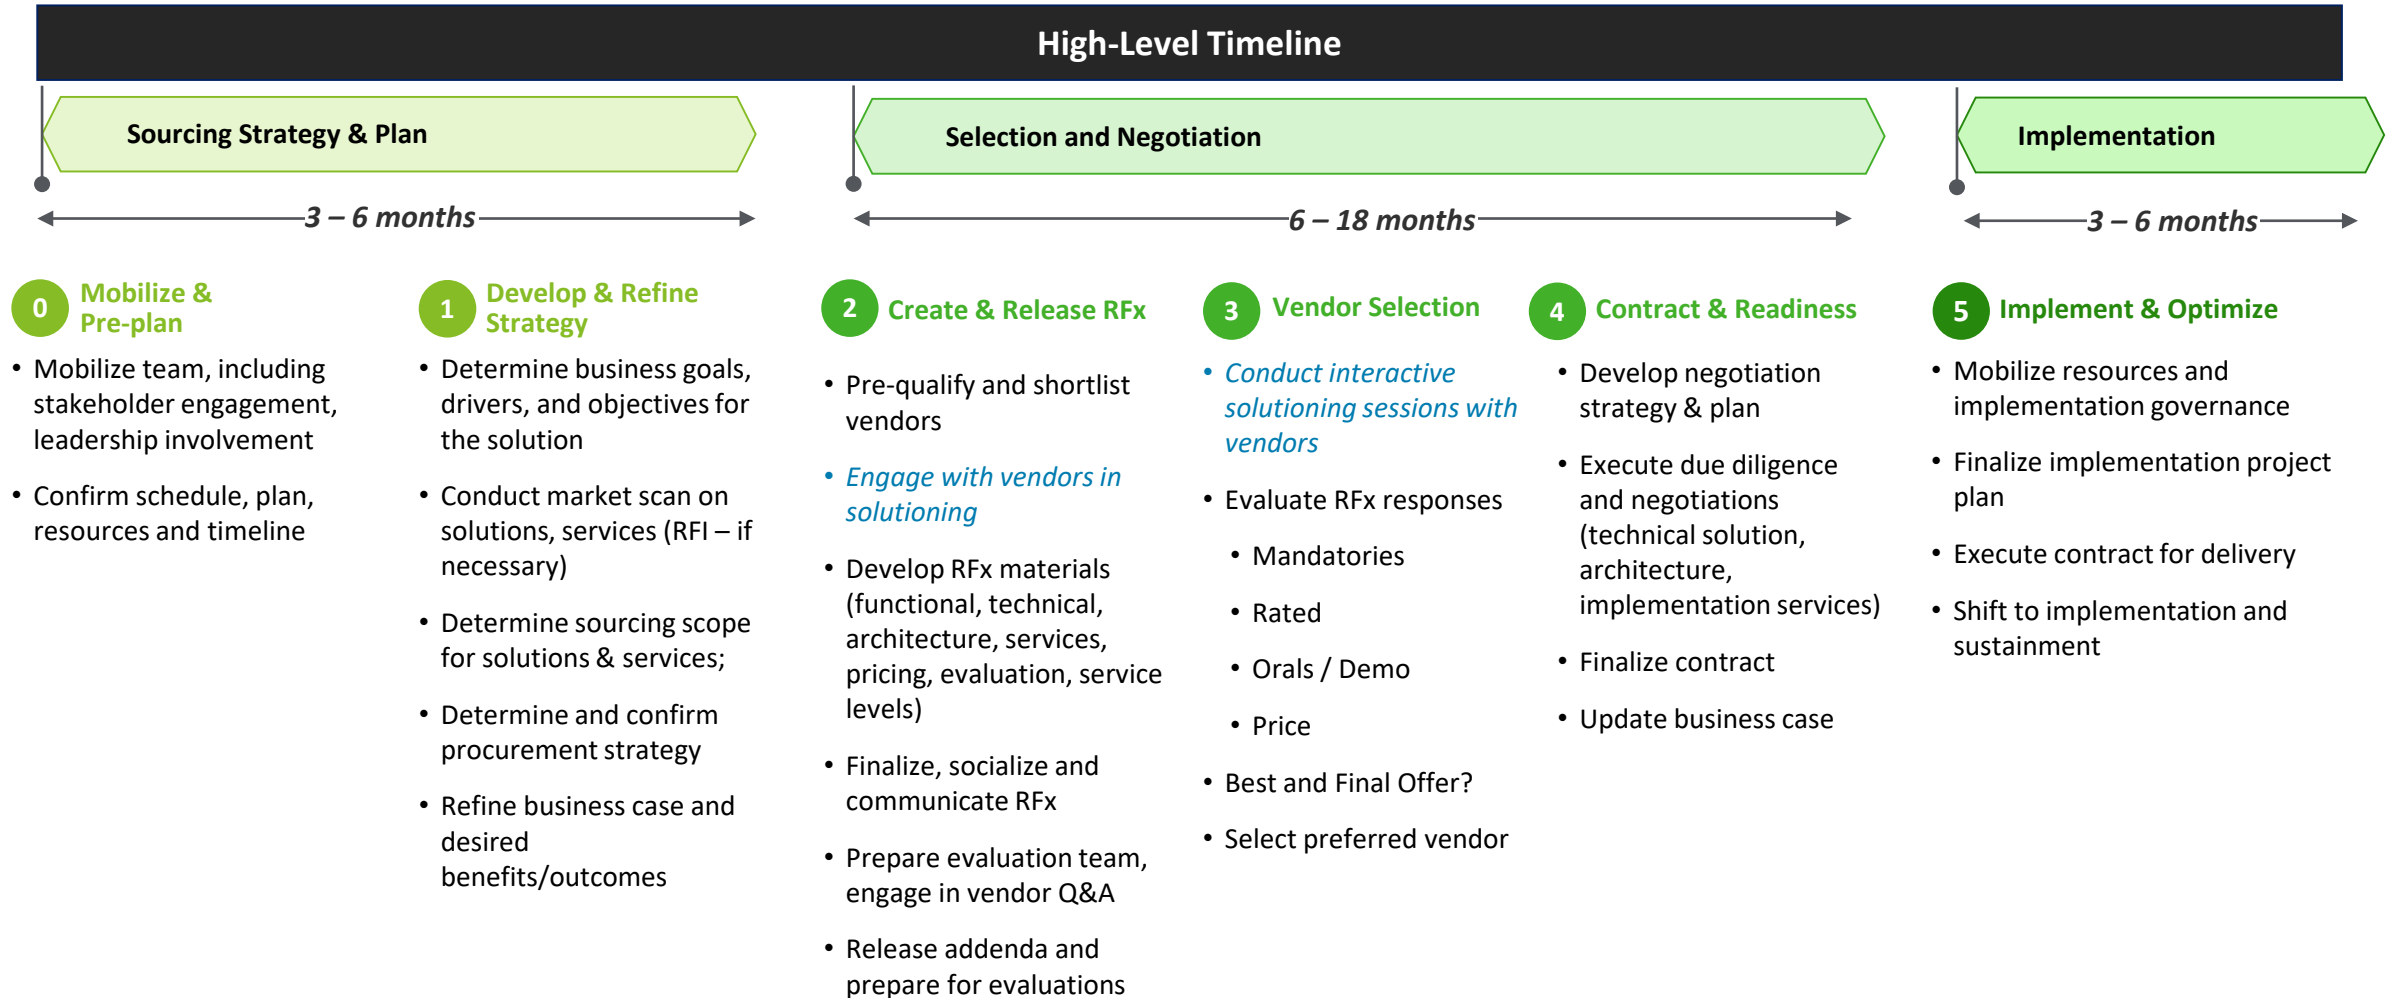 High-Level Timeline
Sourcing Strategy & Plan
Selection and Negotiation
Implementation
3 – 6 months
6 – 18 months
3 – 6 months
0
Mobilize &
Pre-plan
• Mobilize team, including
stakeholder engagement,
leadership involvement
• Confirm schedule, plan,
resources and timeline
1
Develop & Refine
Strategy
• Determine business goals,
drivers, and objectives for
the solution
• Conduct market scan on
solutions, services (RFI – if
necessary)
• Determine sourcing scope
for solutions & services;
• Determine and confirm
procurement strategy
• Refine business case and
desired
benefits/outcomes
2
Create & Release RFx
• Pre-qualify and shortlist
vendors
• Engage with vendors in
solutioning
• Develop RFx materials
(functional, technical,
architecture, services,
pricing, evaluation, service
levels)
• Finalize, socialize and
communicate RFx
• Prepare evaluation team,
engage in vendor Q&A
• Release addenda and
prepare for evaluations
3
Vendor Selection
• Conduct interactive
solutioning sessions with
vendors
• Evaluate RFx responses
• Mandatories
• Rated
• Orals / Demo
• Price
• Best and Final Offer?
• Select preferred vendor
4
Contract & Readiness
• Develop negotiation
strategy & plan
• Execute due diligence
and negotiations
(technical solution,
architecture,
implementation services)
• Finalize contract
• Update business case
5
Implement & Optimize
• Mobilize resources and
implementation governance
• Finalize implementation project
plan
• Execute contract for delivery
• Shift to implementation and
sustainment